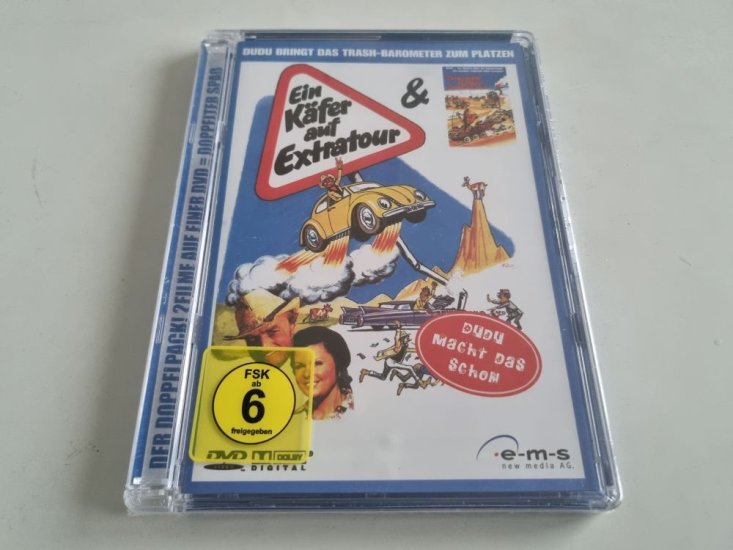 DUDU BRINGT DAS TRASH-BAROMETER ZUM PLATZEN
DER DOPPELPACK! 2 FILME AUF EINER DVD = DOPPELTER SPAß
Ein
Käfer
auf
Extratour
&
DUDU
MACHT DAS
SCHON
FSK
ab
6
freigegeben
DVD
DOLBY
DIGITAL
e-m-s
new media AG.